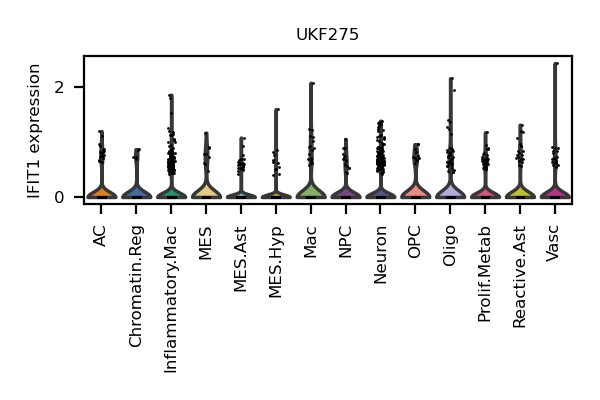 UKF275
IFIT1 expression
2
0
AC
Chromatin.Reg
Inflammatory.Mac
MES
MES.Ast
MES.Hyp
Mac
NPC
Neuron
OPC
Oligo
Prolif.Metab
Reactive.Ast
Vasc